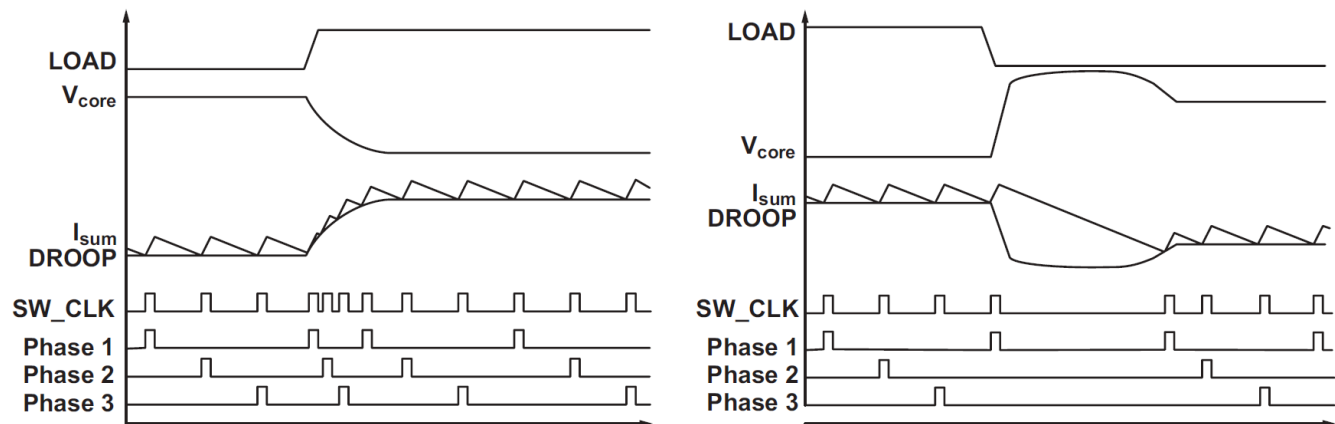 LOAD
Vcore
Isum
DROOP
SW_CLK
Phase 1
Phase 2
Phase 3
LOAD
Vcore
Isum
DROOP
SW_CLK
Phase 1
Phase 2
Phase 3